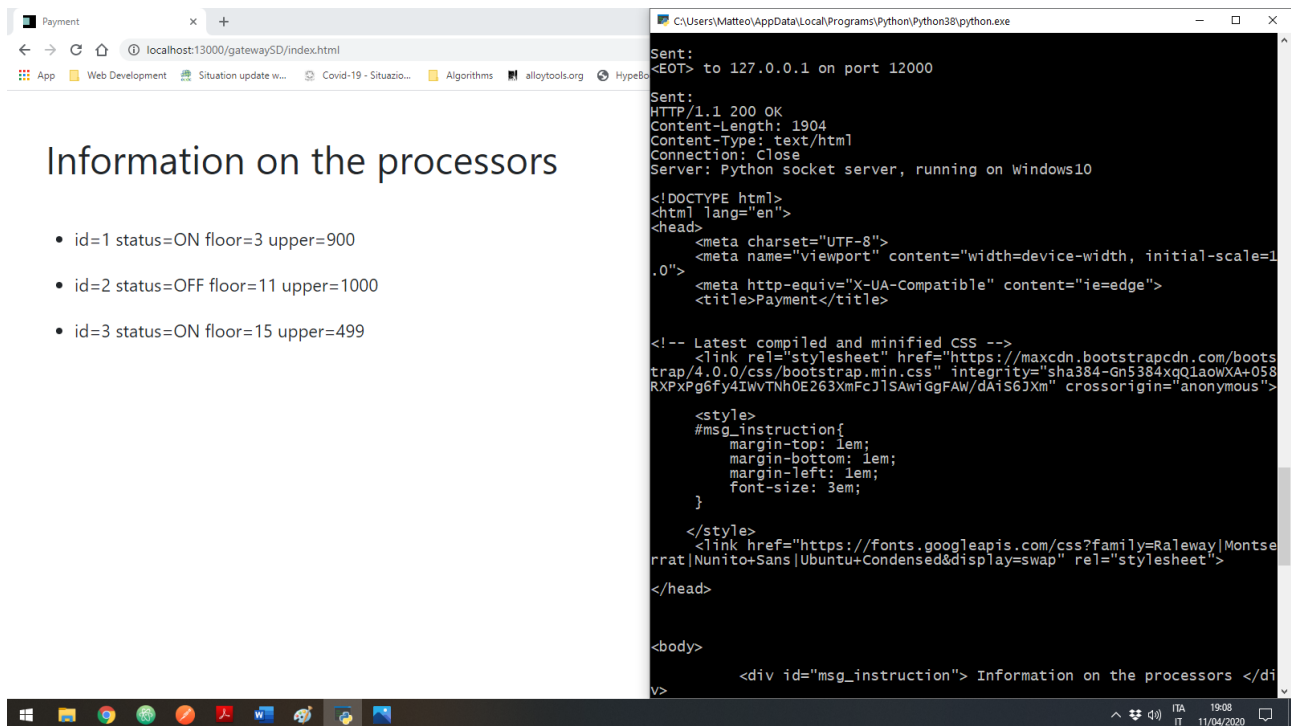 Payment
localhost:13000/gatewaySD/index.html
App Web Development Situation update w... Covid-19 - Situazio... Algorithms alloytools.org HypeBo
Information on the processors
id=1 status=ON floor=3 upper=900
id=2 status=OFF floor=11 upper=1000
id=3 status=ON floor=15 upper=499
C:\Users\Matteo\AppData\Local\Programs\Python\Python38\python.exe
Sent:
<EOT> to 127.0.0.1 on port 12000
Sent:
HTTP/1.1 200 OK
Content-Length: 1904
Content-Type: text/html
Connection: Close
Server: Python socket server, running on Windows10
<!DOCTYPE html>
<html lang="en">
<head>
<meta charset="UTF-8">
<meta name="viewport" content="width=device-width, initial-scale=1
.0">
<meta http-equiv="X-UA-Compatible" content="ie=edge">
<title>Payment</title>
<!-- Latest compiled and minified CSS -->
<link rel="stylesheet" href="https://maxcdn.bootstrapcdn.com/boots
trap/4.0.0/css/bootstrap.min.css" integrity="sha384-Gn5384xqQ1aoWXA+058
RXPxPg6fy4IWvTNh0E263XmFcJlSAwiGgFAW/dAiS6JXm" crossorigin="anonymous">
<style>
#msg_instruction{
margin-top: 1em;
margin-bottom: 1em;
margin-left: 1em;
font-size: 3em;
}
</style>
<link href="https://fonts.googleapis.com/css?family=Raleway|Montse
rrat|Nunito+Sans|Ubuntu+Condensed&display=swap" rel="stylesheet">
</head>
<body>
<div id="msg_instruction"> Information on the processors </di
v>
ITA
IT
19:08
11/04/2020